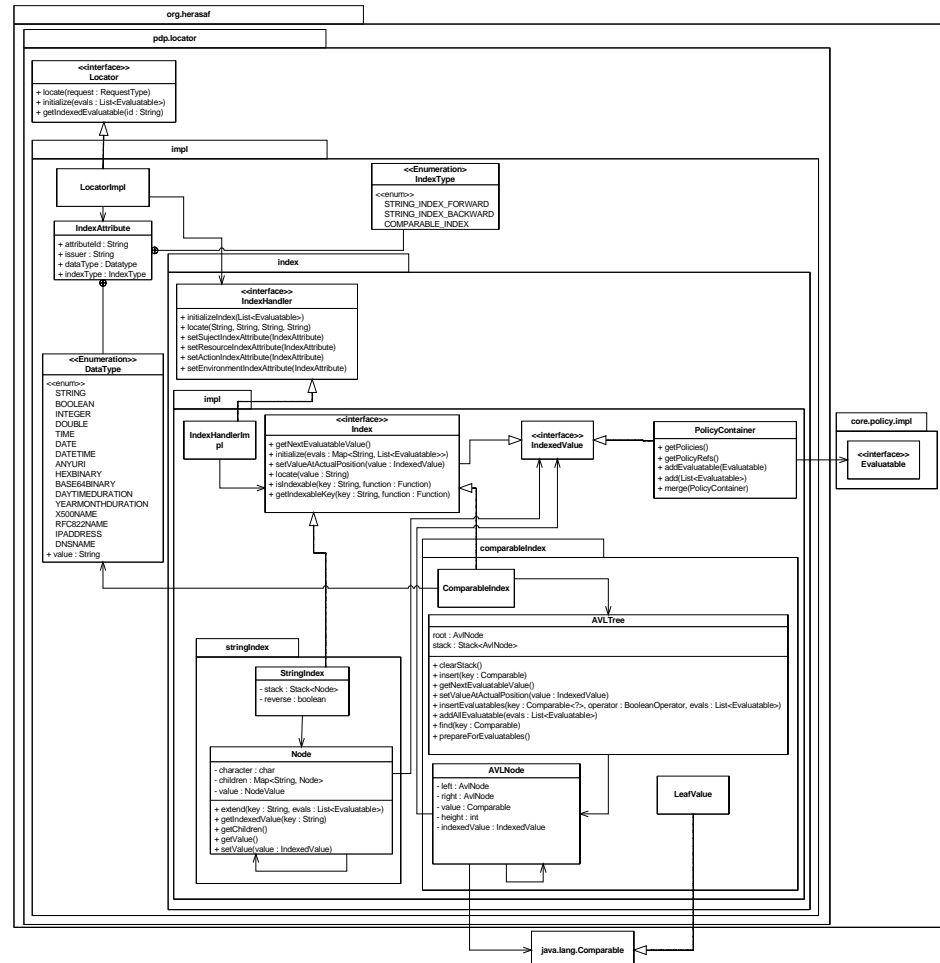 org.herasaf
pdp.locator
<<interface>>
Locator
+ locate(request : RequestType)
+ initialize(evals : List<Evaluatable>)
+ getIndexedEvaluatable(id : String)
impl
LocatorImpl
<<Enumeration>
IndexType
<<enum>>
STRING_INDEX_FORWARD
STRING_INDEX_BACKWARD
COMPARABLE_INDEX
IndexAttribute
+ attributeId : String
+ issuer : String
+ dataType : Datatype
+ indexType : IndexType
index
<<interface>>
IndexHandler
+ initializeIndex(List<Evaluatable>)
+ locate(String, String, String, String)
+ setSujectIndexAttribute(IndexAttribute)
+ setResourceIndexAttribute(IndexAttribute)
+ setActionIndexAttribute(IndexAttribute)
+ setEnvironmentIndexAttribute(IndexAttribute)
<<Enumeration>>
DataType
<<enum>>
STRING
BOOLEAN
INTEGER
DOUBLE
TIME
DATE
DATETIME
ANYURI
HEXBINARY
BASE64BINARY
DAYTIMEDURATION
YEARMONTHDURATION
X500NAME
RFC822NAME
IPADDRESS
DNSNAME
+ value : String
impl
IndexHandlerIm
pl
<<interface>>
Index
+ getNextEvaluatableValue()
+ initialize(evals : Map<String, List<Evaluatable>>)
+ setValueAtActualPosition(value : IndexedValue)
+ locate(value : String)
+ isIndexable(key : String, function : Function)
+ getIndexableKey(key : String, function : Function)
<<interface>>
IndexedValue
PolicyContainer
+ getPolicies()
+ getPolicyRefs()
+ addEvaluatable(Evaluatable)
+ add(List<Evaluatable>)
+ merge(PolicyContainer)
core.policy.impl
<<interface>>
Evaluatable
comparableIndex
ComparableIndex
AVLTree
root : AvlNode
stack : Stack<AvlNode>
+ clearStack()
+ insert(key : Comparable)
+ getNextEvaluatableValue()
+ setValueAtActualPosition(value : IndexedValue)
+ insertEvaluatables(key : Comparable<?>, operator : BooleanOperator, evals : List<Evaluatable>)
+ addAllEvaluatable(evals : List<Evaluatable>)
+ find(key : Comparable)
+ prepareForEvaluatables()
stringIndex
StringIndex
- stack : Stack<Node>
- reverse : boolean
Node
- character : char
- children : Map<String, Node>
- value : NodeValue
+ extend(key : String, evals : List<Evaluatable>)
+ getIndexedValue(key : String)
+ getChildren()
+ getValue()
+ setValue(value : IndexedValue)
AVLNode
- left : AvlNode
- right : AvlNode
- value : Comparable
- height : int
- indexedValue : IndexedValue
LeafValue
java.lang.Comparable